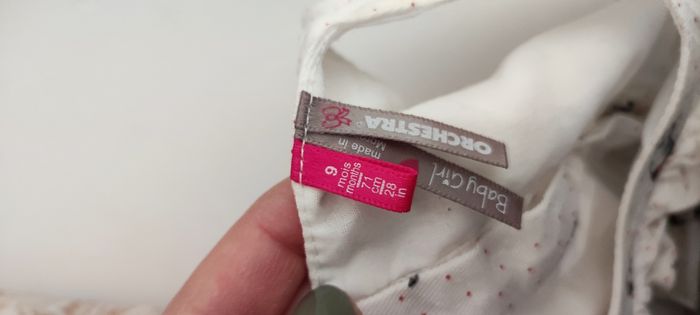 ORCHESTRA
made in
Baby Girl
9
mois
months
71
cm
28
in